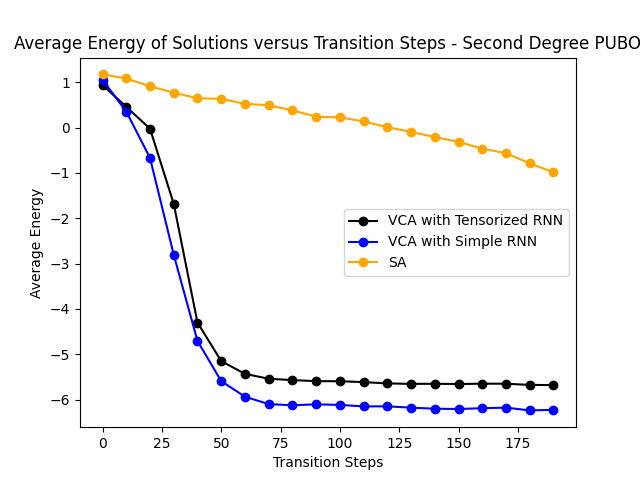 Average Energy of Solutions versus Transition Steps - Second Degree PUBO
1
0
−1
−2
−3
−4
−5
−6
Average Energy
VCA with Tensorized RNN
VCA with Simple RNN
SA
0 25 50 75 100 125 150 175
Transition Steps